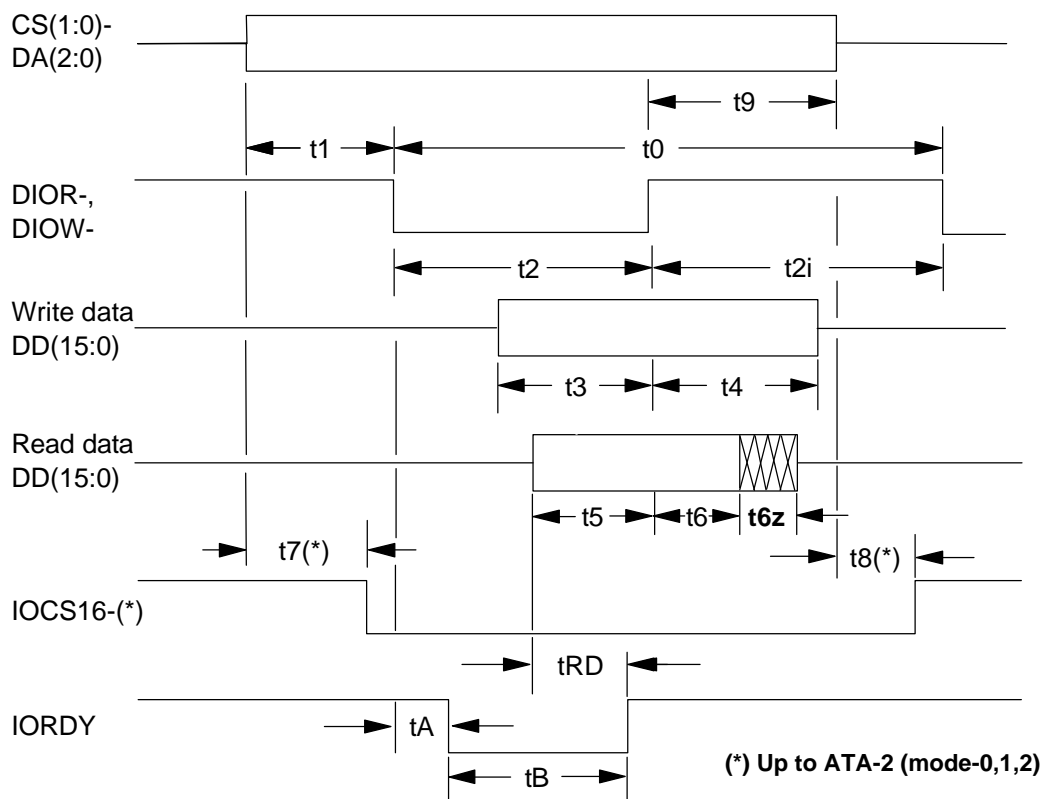 CS(1:0)-
DA(2:0)
t9
t1
t0
DIOR-,
DIOW-
t2
t2i
Write data
DD(15:0)
t3
t4
Read data
DD(15:0)
t5
t6
t6z
t7(*)
t8(*)
IOCS16-(*)
tRD
IORDY
tA
tB
(*) Up to ATA-2 (mode-0,1,2)